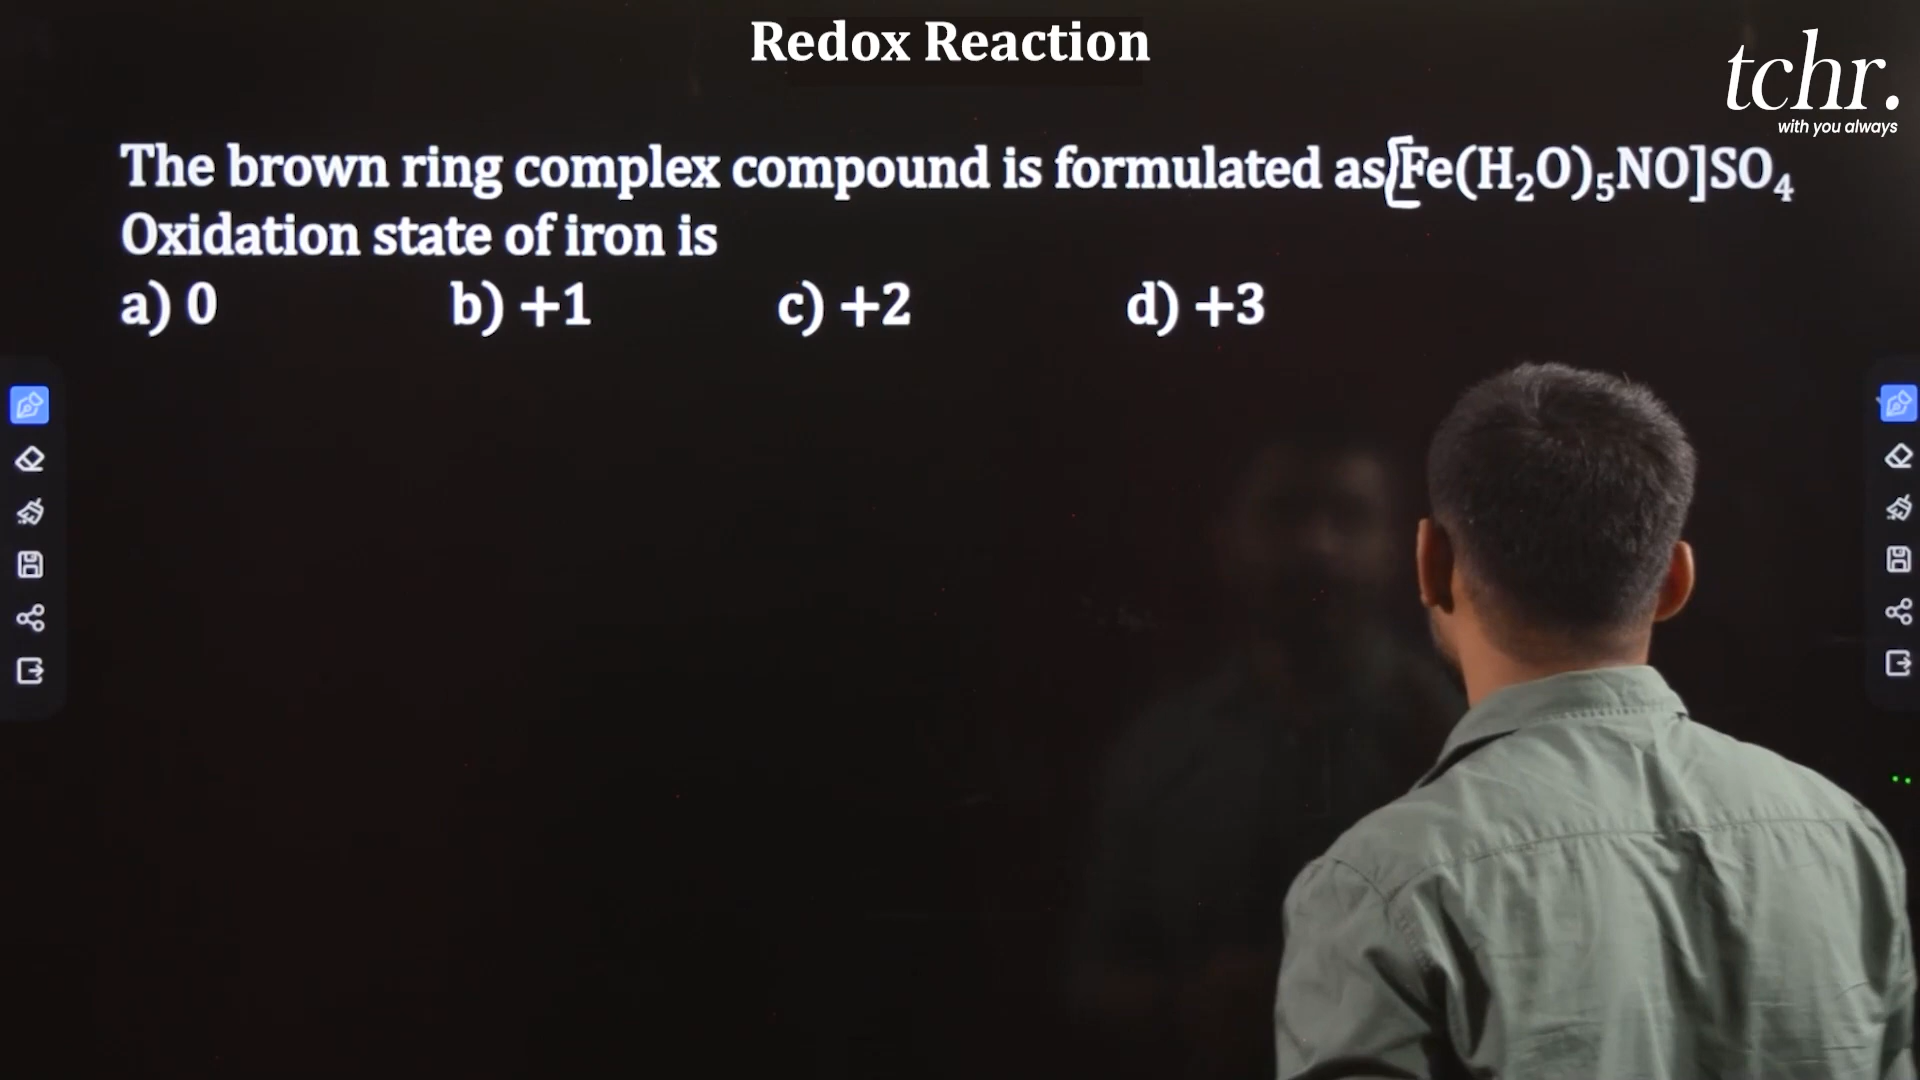 Redox Reaction
tchr.
with you always
The brown ring complex compound is formulated as[Fe(H₂O)₅NO]SO₄
Oxidation state of iron is
a) 0 b) +1 c) +2 d) +3